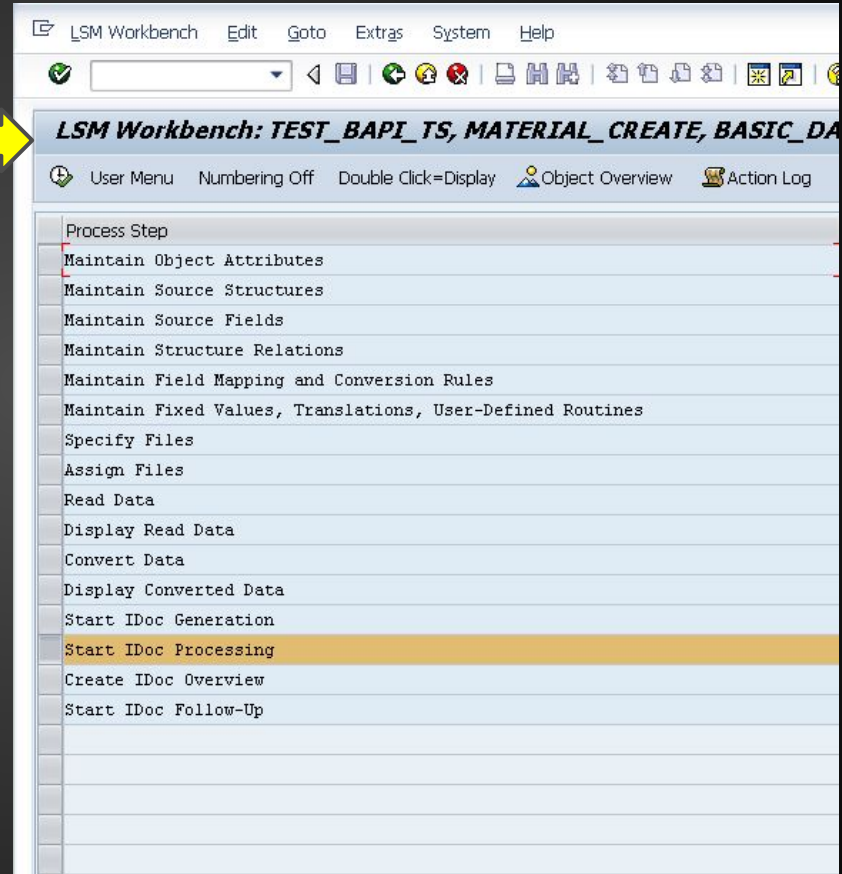 LSM Workbench Edit Goto Extras System Help
LSM Workbench: TEST_BAPI_TS, MATERIAL_CREATE, BASIC_DA
User Menu Numbering Off Double Click=Display Object Overview Action Log
Process Step
Maintain Object Attributes
Maintain Source Structures
Maintain Source Fields
Maintain Structure Relations
Maintain Field Mapping and Conversion Rules
Maintain Fixed Values, Translations, User-Defined Routines
Specify Files
Assign Files
Read Data
Display Read Data
Convert Data
Display Converted Data
Start IDoc Generation
Start IDoc Processing
Create IDoc Overview
Start IDoc Follow-Up